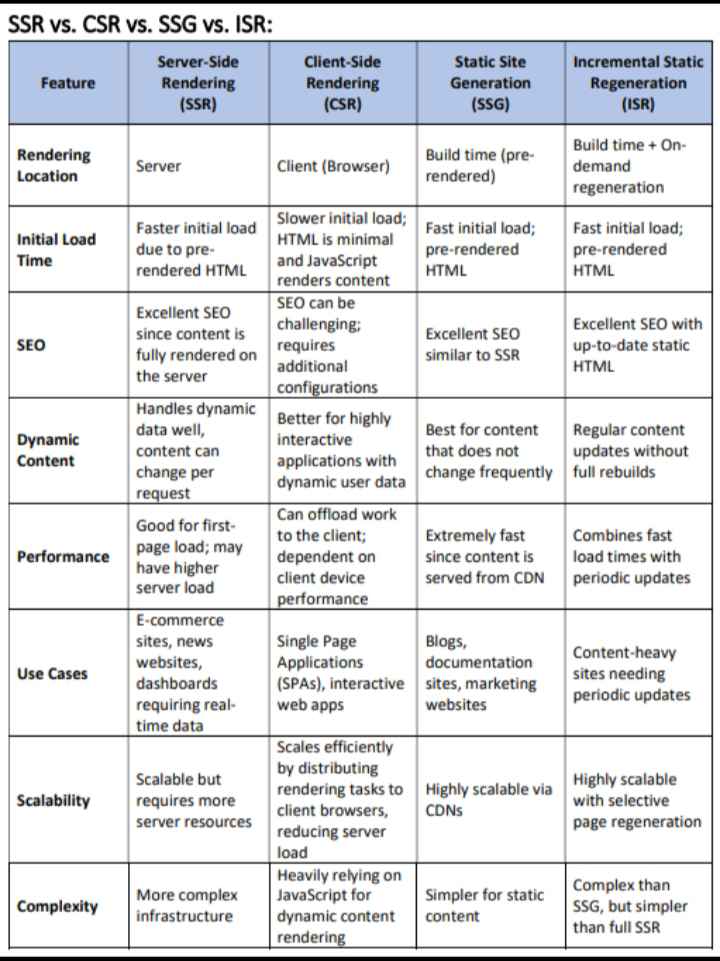 SSR vs. CSR vs. SSG vs. ISR:
Feature
Server-Side
Rendering
(SSR)
Client-Side
Rendering
(CSR)
Static Site
Generation
(SSG)
Incremental Static
Regeneration
(ISR)
Rendering
Location
Server
Client (Browser)
Build time (pre-
rendered)
Build time + On-
demand
regeneration
Initial Load
Time
Faster initial load
due to pre-
rendered HTML
Slower initial load;
HTML is minimal
and JavaScript
renders content
Fast initial load;
pre-rendered
HTML
Fast initial load;
pre-rendered
HTML
SEO
Excellent SEO
since content is
fully rendered on
the server
SEO can be
challenging;
requires
additional
configurations
Excellent SEO
similar to SSR
Excellent SEO with
up-to-date static
HTML
Dynamic
Content
Handles dynamic
data well,
content can
change per
request
Better for highly
interactive
applications with
dynamic user data
Best for content
that does not
change frequently
Regular content
updates without
full rebuilds
Performance
Good for first-
page load; may
have higher
server load
Can offload work
to the client;
dependent on
client device
performance
Extremely fast
since content is
served from CDN
Combines fast
load times with
periodic updates
Use Cases
E-commerce
sites, news
websites,
dashboards
requiring real-
time data
Single Page
Applications
(SPAs), interactive
web apps
Blogs,
documentation
sites, marketing
websites
Content-heavy
sites needing
periodic updates
Scalability
Scalable but
requires more
server resources
Scales efficiently
by distributing
rendering tasks to
client browsers,
reducing server
load
Highly scalable via
CDNs
Highly scalable
with selective
page regeneration
Complexity
More complex
infrastructure
Heavily relying on
JavaScript for
dynamic content
rendering
Simpler for static
content
Complex than
SSG, but simpler
than full SSR